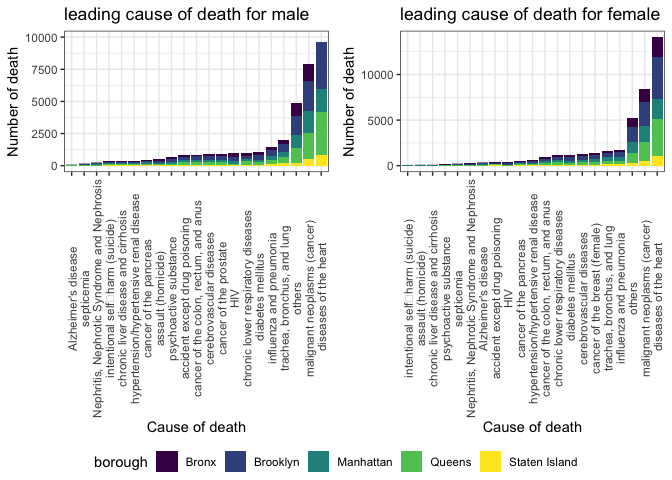 leading cause of death for male
Number of death
10000
7500
5000
2500
0
Alzheimer's disease
septicemia
Nephritis, Nephrotic Syndrome and Nephrosis
intentional self□harm (suicide)
chronic liver disease and cirrhosis
hypertension/hypertensive renal disease
cancer of the pancreas
assault (homicide)
psychoactive substance
accident except drug poisoning
cancer of the colon, rectum, and anus
cerebrovascular diseases
cancer of the prostate
HIV
chronic lower respiratory diseases
diabetes mellitus
influenza and pneumonia
trachea, bronchus, and lung
others
malignant neoplasms (cancer)
diseases of the heart
Cause of death
leading cause of death for female
Number of death
10000
5000
0
intentional self□harm (suicide)
assault (homicide)
chronic liver disease and cirrhosis
psychoactive substance
septicemia
Nephritis, Nephrotic Syndrome and Nephrosis
Alzheimer's disease
accident except drug poisoning
HIV
cancer of the pancreas
hypertension/hypertensive renal disease
cancer of the colon, rectum, and anus
chronic lower respiratory diseases
diabetes mellitus
cerebrovascular diseases
cancer of the breast (female)
trachea, bronchus, and lung
influenza and pneumonia
others
malignant neoplasms (cancer)
diseases of the heart
Cause of death
borough Bronx Brooklyn Manhattan Queens Staten Island